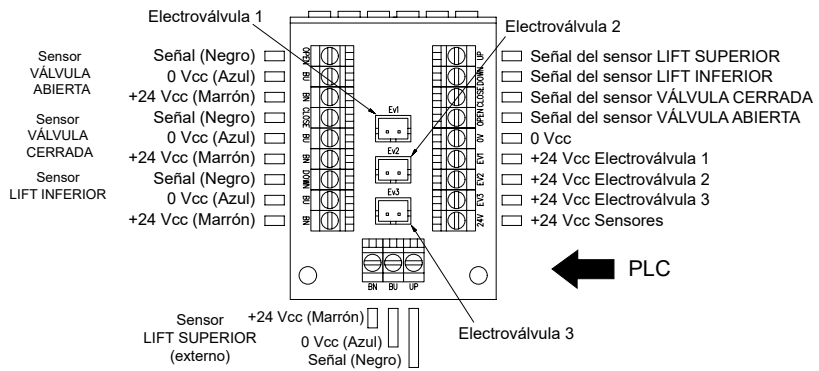 Electroválvula 1
Electroválvula 2
Sensor
VÁLVULA
ABIERTA
Señal (Negro)
0 Vcc (Azul)
+24 Vcc (Marrón)
Sensor
VÁLVULA
CERRADA
Señal (Negro)
0 Vcc (Azul)
+24 Vcc (Marrón)
Sensor
LIFT INFERIOR
Señal (Negro)
0 Vcc (Azul)
+24 Vcc (Marrón)
OPEN
BU
BN
CLOSE
BU
BN
DOWN
BU
BN
Ev1
Ev2
Ev3
UP
DOWN
CLOSE
OPEN
0V
EV1
EV2
EV3
24V
Señal del sensor LIFT SUPERIOR
Señal del sensor LIFT INFERIOR
Señal del sensor VÁLVULA CERRADA
Señal del sensor VÁLVULA ABIERTA
0 Vcc
+24 Vcc Electroválvula 1
+24 Vcc Electroválvula 2
+24 Vcc Electroválvula 3
+24 Vcc Sensores
PLC
BN BU UP
Sensor
LIFT SUPERIOR
(externo)
+24 Vcc (Marrón)
0 Vcc (Azul)
Señal (Negro)
Electroválvula 3